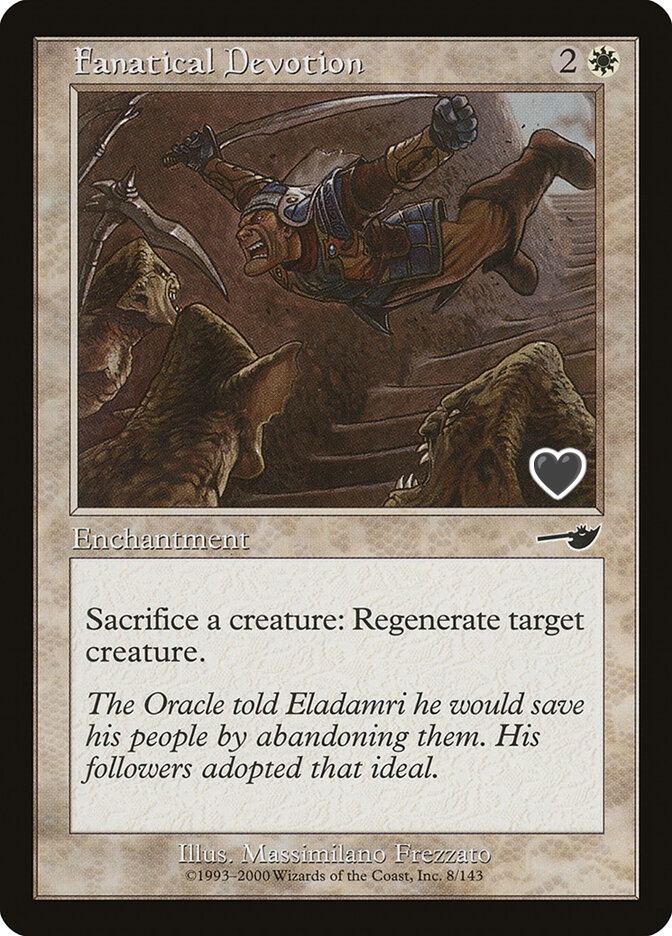 Fanatical Devotion 2
Enchantment
Sacrifice a creature: Regenerate target
creature.
The Oracle told Eladamri he would save
his people by abandoning them. His
followers adopted that ideal.
Illus. Massimilano Frezzato
©1993–2000 Wizards of the Coast, Inc. 8/143